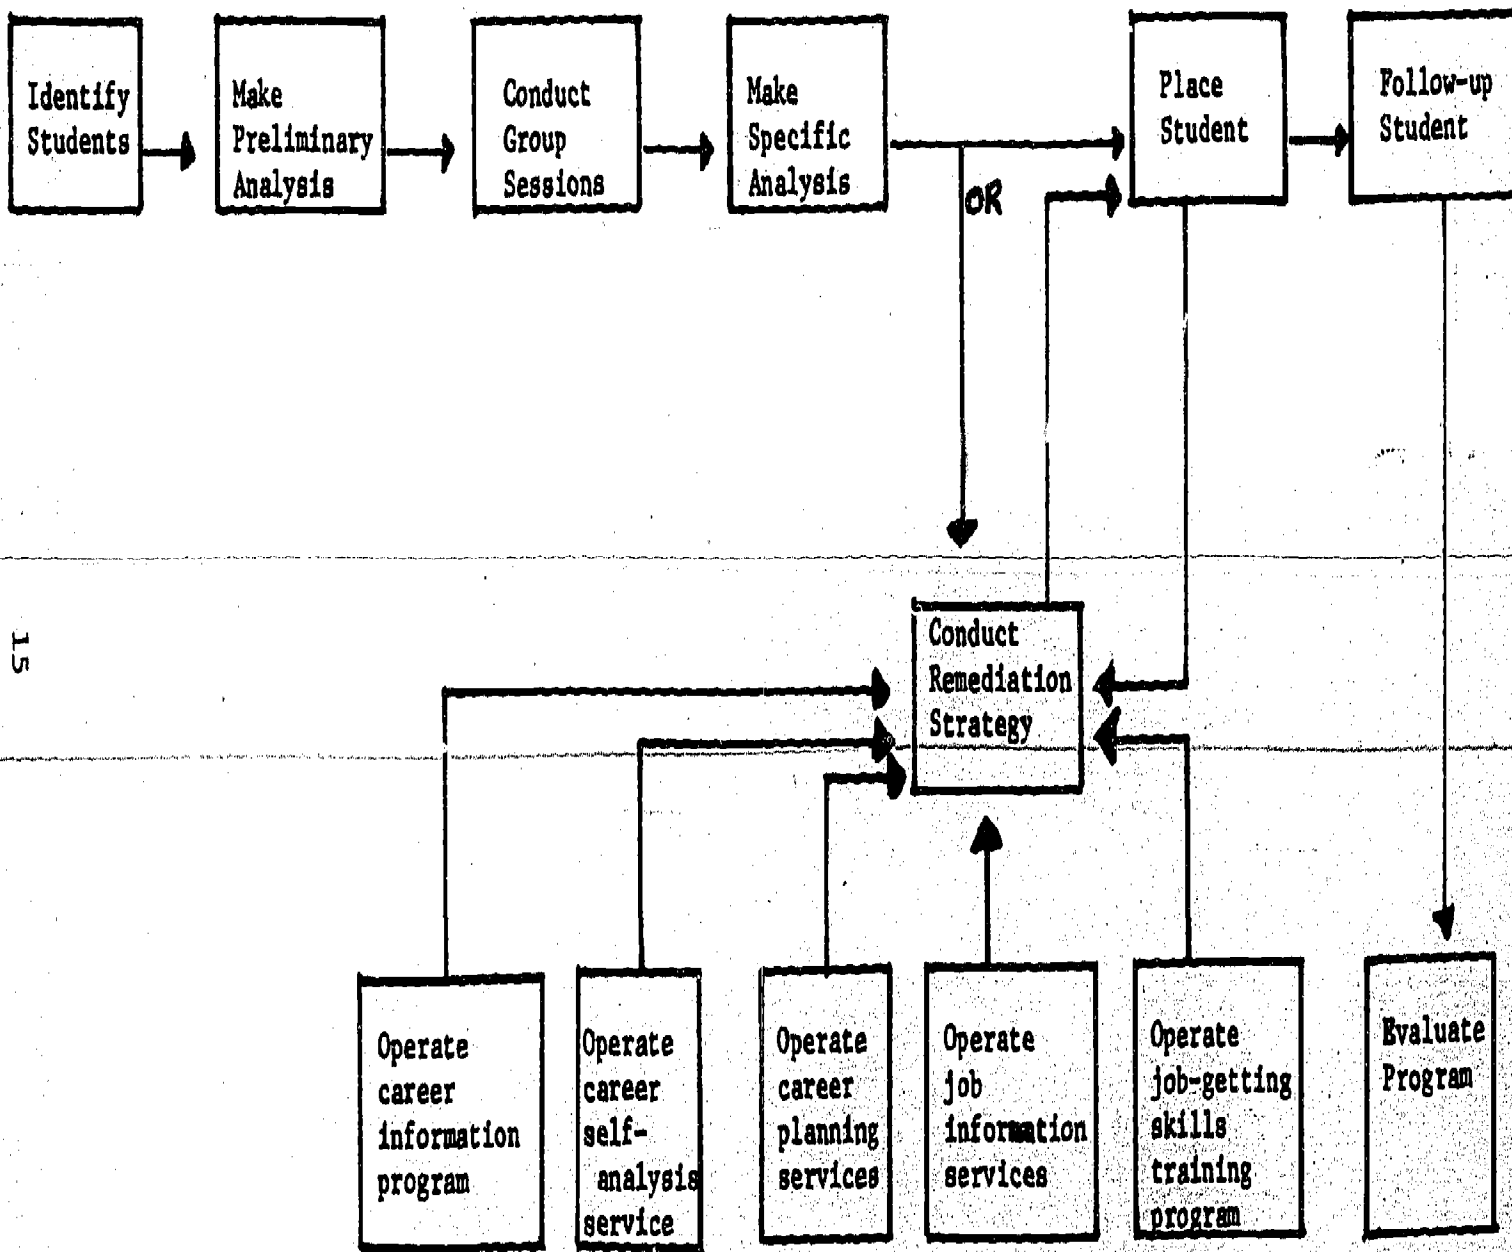 Identify
Students
Make
Preliminary
Analysis
Conduct
Group
Sessions
Make
Specific
Analysis
OR
Place
Student
Follow-up
Student
Conduct
Remediation
Strategy
15
Operate
career
information
program
Operate
career
self-
analysis
service
Operate
career
planning
services
Operate
job
information
services
Operate
job-getting
skills
training
program
Evaluate
Program